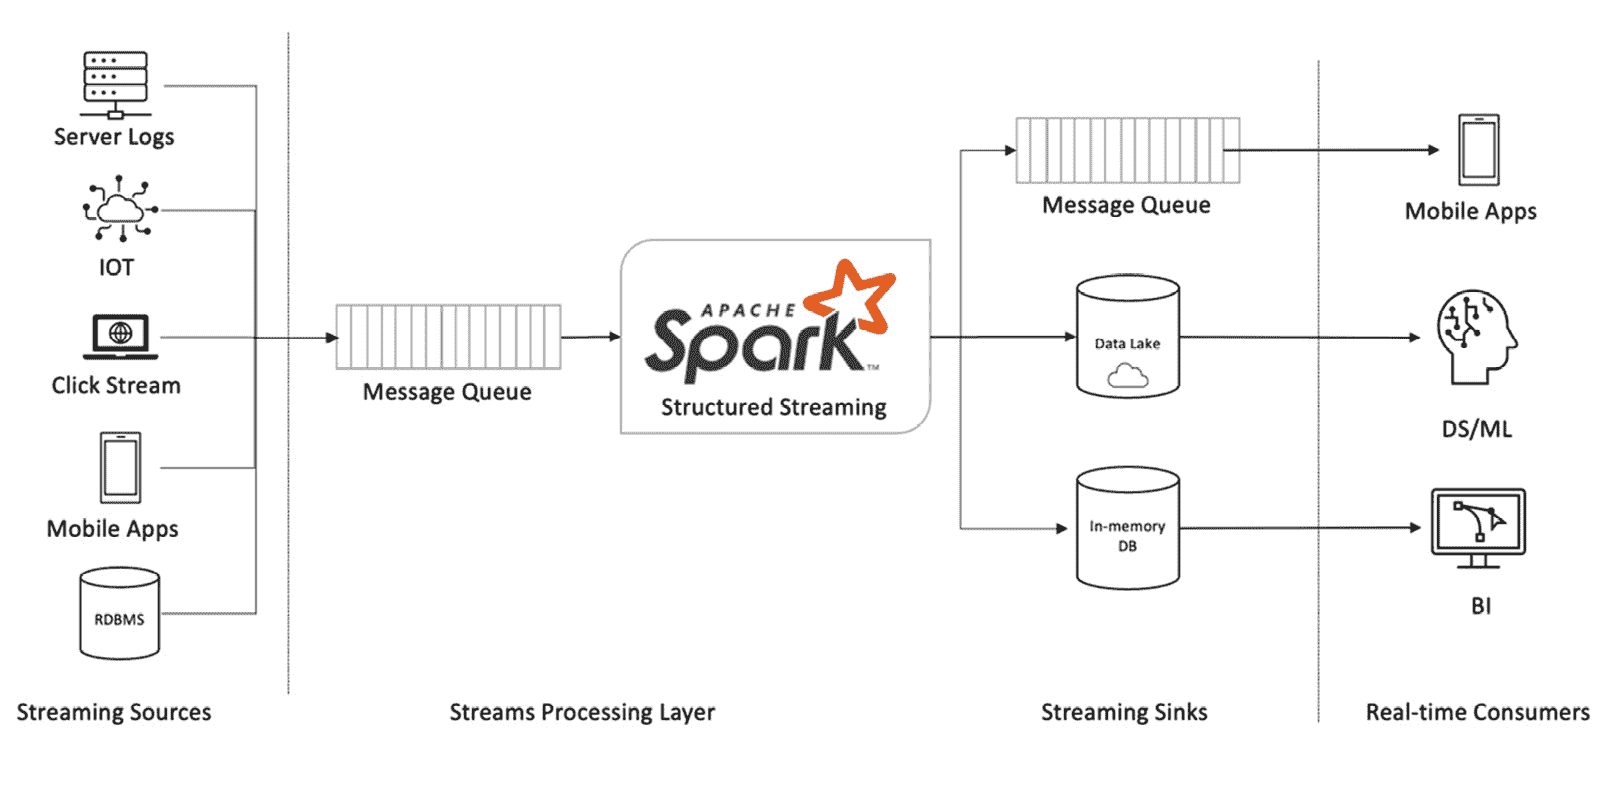 Server Logs
IOT
Click Stream
Mobile Apps
RDBMS
Streaming Sources
Message Queue
APACHE
Spark™
Structured Streaming
Streams Processing Layer
Message Queue
Data Lake
In-memory
DB
Streaming Sinks
Mobile Apps
DS/ML
BI
Real-time Consumers